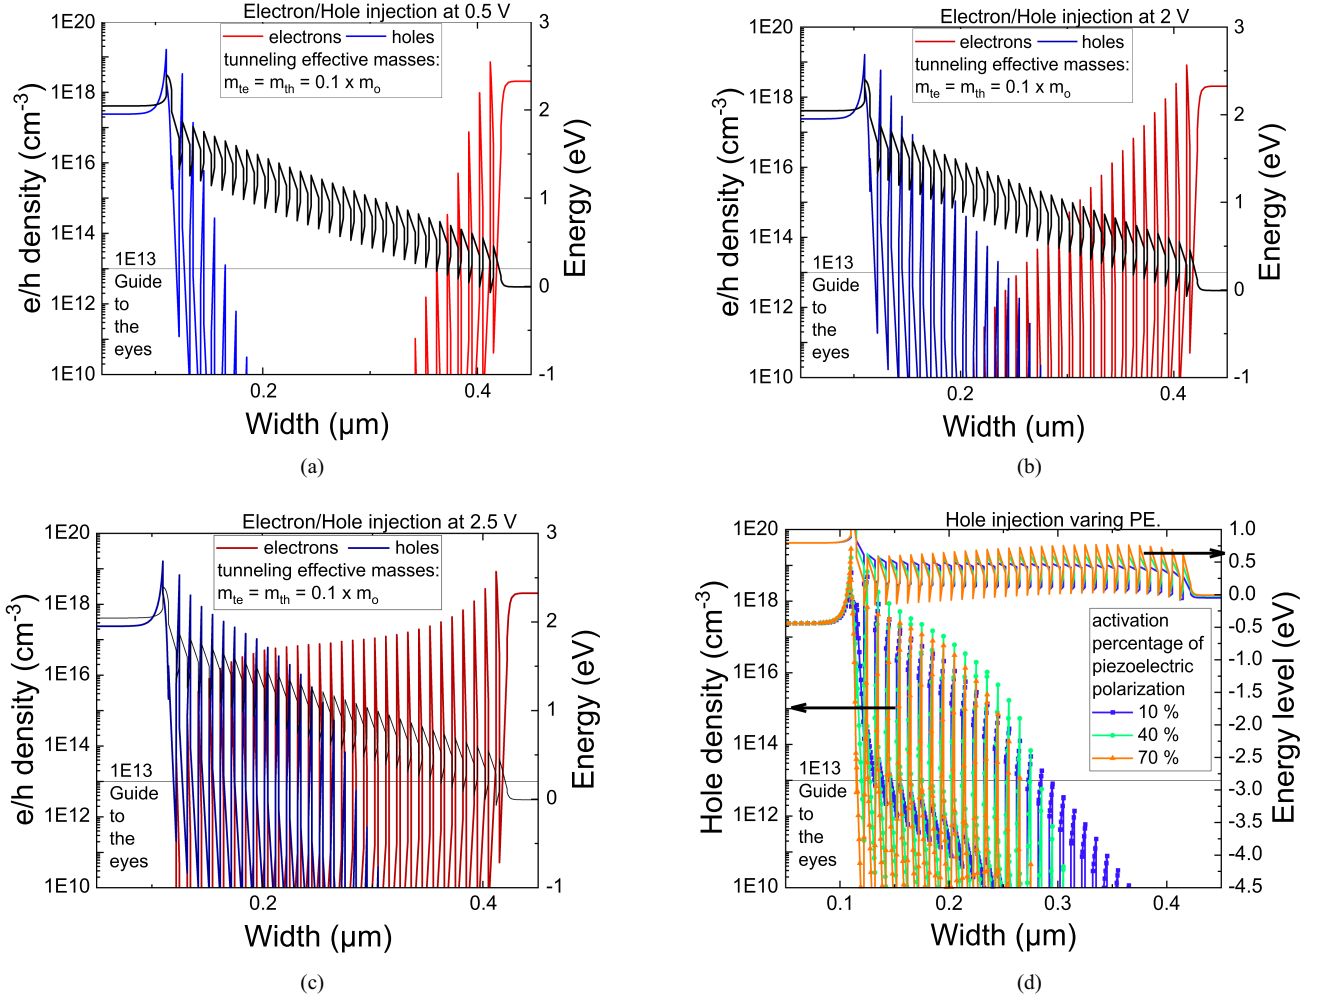 Electron/Hole injection at 0.5 V
electrons
holes
tunneling effective masses:
mte = mth = 0.1 x mo
1E20
1E18
1E16
1E14
1E12
1E10
e/h density (cm-3)
3
2
1
0
-1
Energy (eV)
1E13
Guide
to
the
eyes
0.2
0.4
Width (µm)
(a)
Electron/Hole injection at 2 V
electrons
holes
tunneling effective masses:
mte = mth = 0.1 x mo
1E20
1E18
1E16
1E14
1E12
1E10
e/h density (cm-3)
3
2
1
0
-1
Energy (eV)
1E13
Guide
to
the
eyes
0.2
0.4
Width (um)
(b)
Electron/Hole injection at 2.5 V
electrons
holes
tunneling effective masses:
mte = mth = 0.1 x mo
1E20
1E18
1E16
1E14
1E12
1E10
e/h density (cm-3)
3
2
1
0
-1
Energy (eV)
1E13
Guide
to
the
eyes
0.2
0.4
Width (µm)
(c)
Hole injection varing PE.
1E20
1E18
1E16
1E14
1E12
1E10
Hole density (cm-3)
1.0
0.5
0.0
-0.5
-1.0
-1.5
-2.0
-2.5
-3.0
-3.5
-4.0
-4.5
Energy level (eV)
activation
percentage of
piezoelectric
polarization
10 %
40 %
70 %
1E13
Guide
to
the
eyes
0.1
0.2
0.3
0.4
Width (µm)
(d)